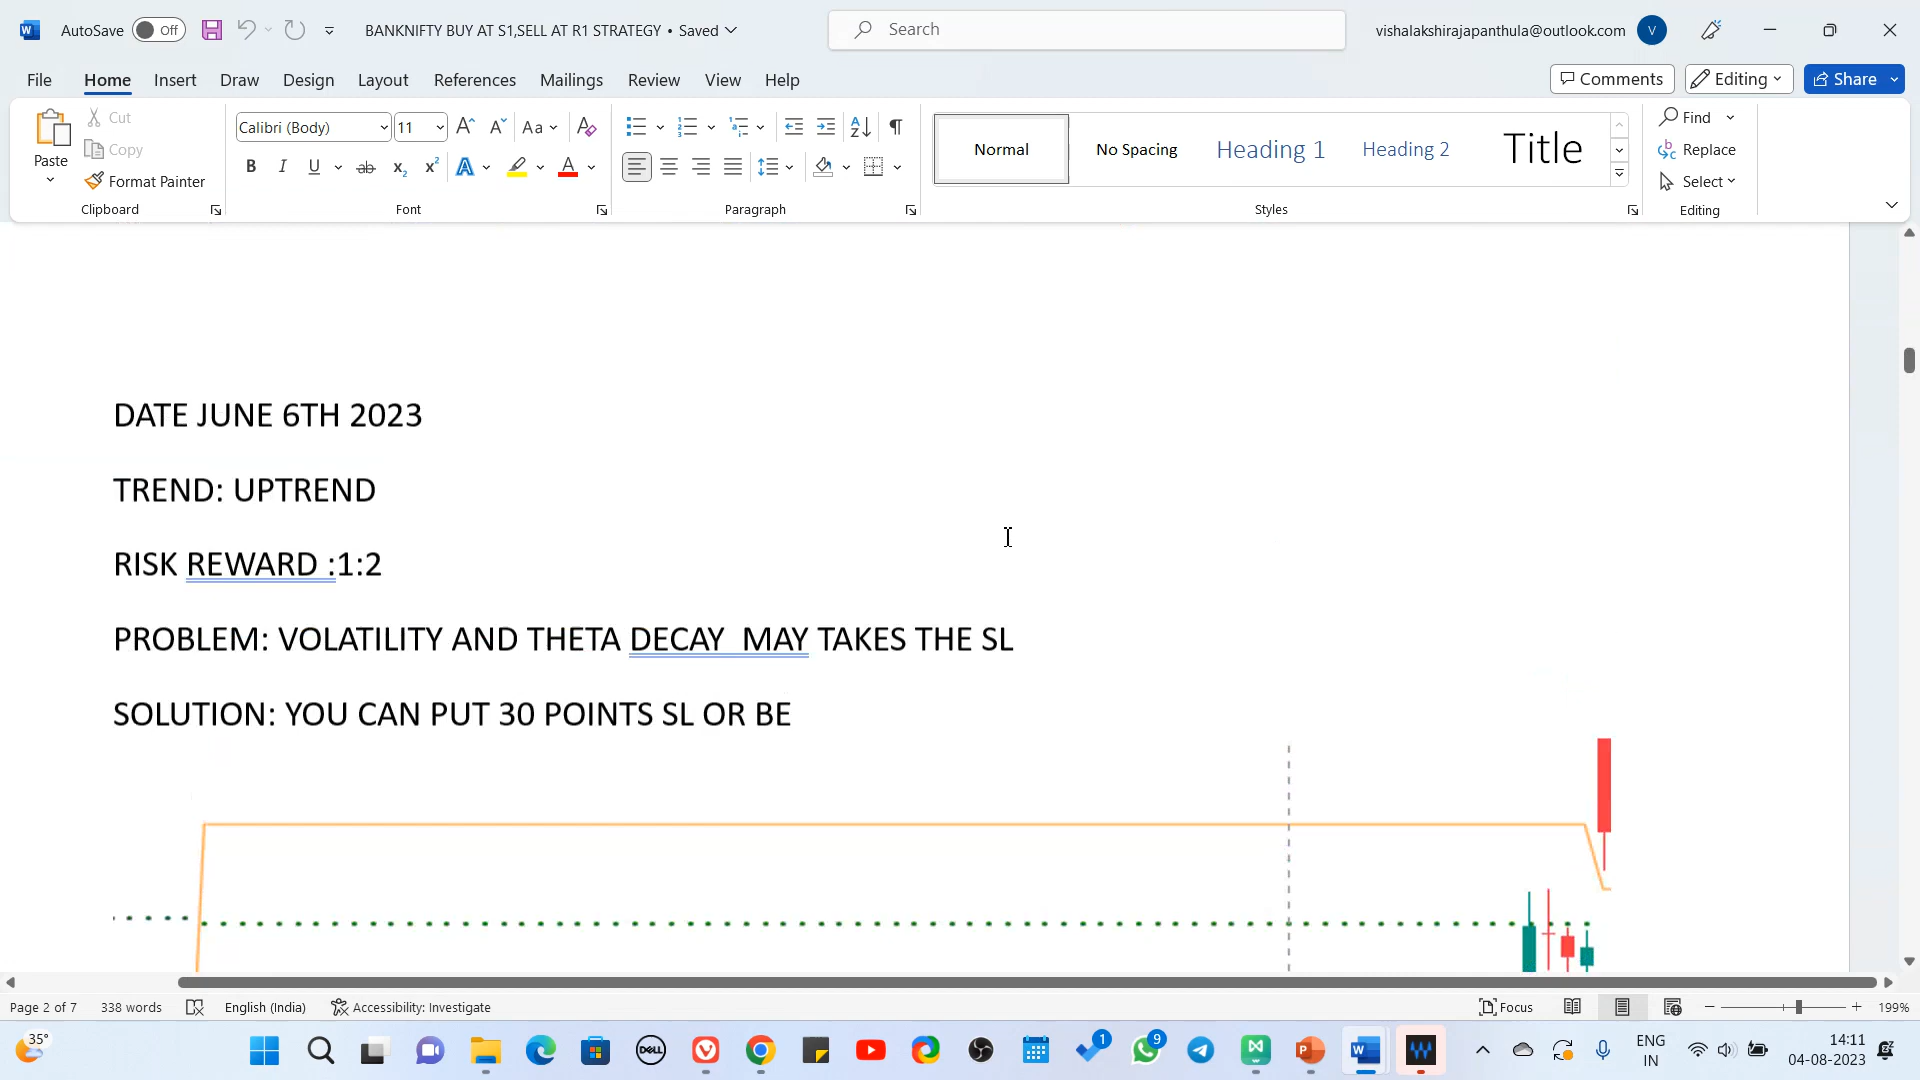 AutoSave Off BANKNIFTY BUY AT S1,SELL AT R1 STRATEGY • Saved Search vishalakshirajapanthula@outlook.com V
File Home Insert Draw Design Layout References Mailings Review View Help Comments Editing Share
Paste Cut Copy Format Painter
Calibri (Body) 11
Normal No Spacing Heading 1 Heading 2 Title
Find Replace Select
Clipboard Font Paragraph Styles Editing
DATE JUNE 6TH 2023
TREND: UPTREND
RISK REWARD :1:2
PROBLEM: VOLATILITY AND THETA DECAY  MAY TAKES THE SL
SOLUTION: YOU CAN PUT 30 POINTS SL OR BE
Page 2 of 7 338 words English (India) Accessibility: Investigate Focus 199%
35° DELL 1 9 ENG IN 14:11 04-08-2023